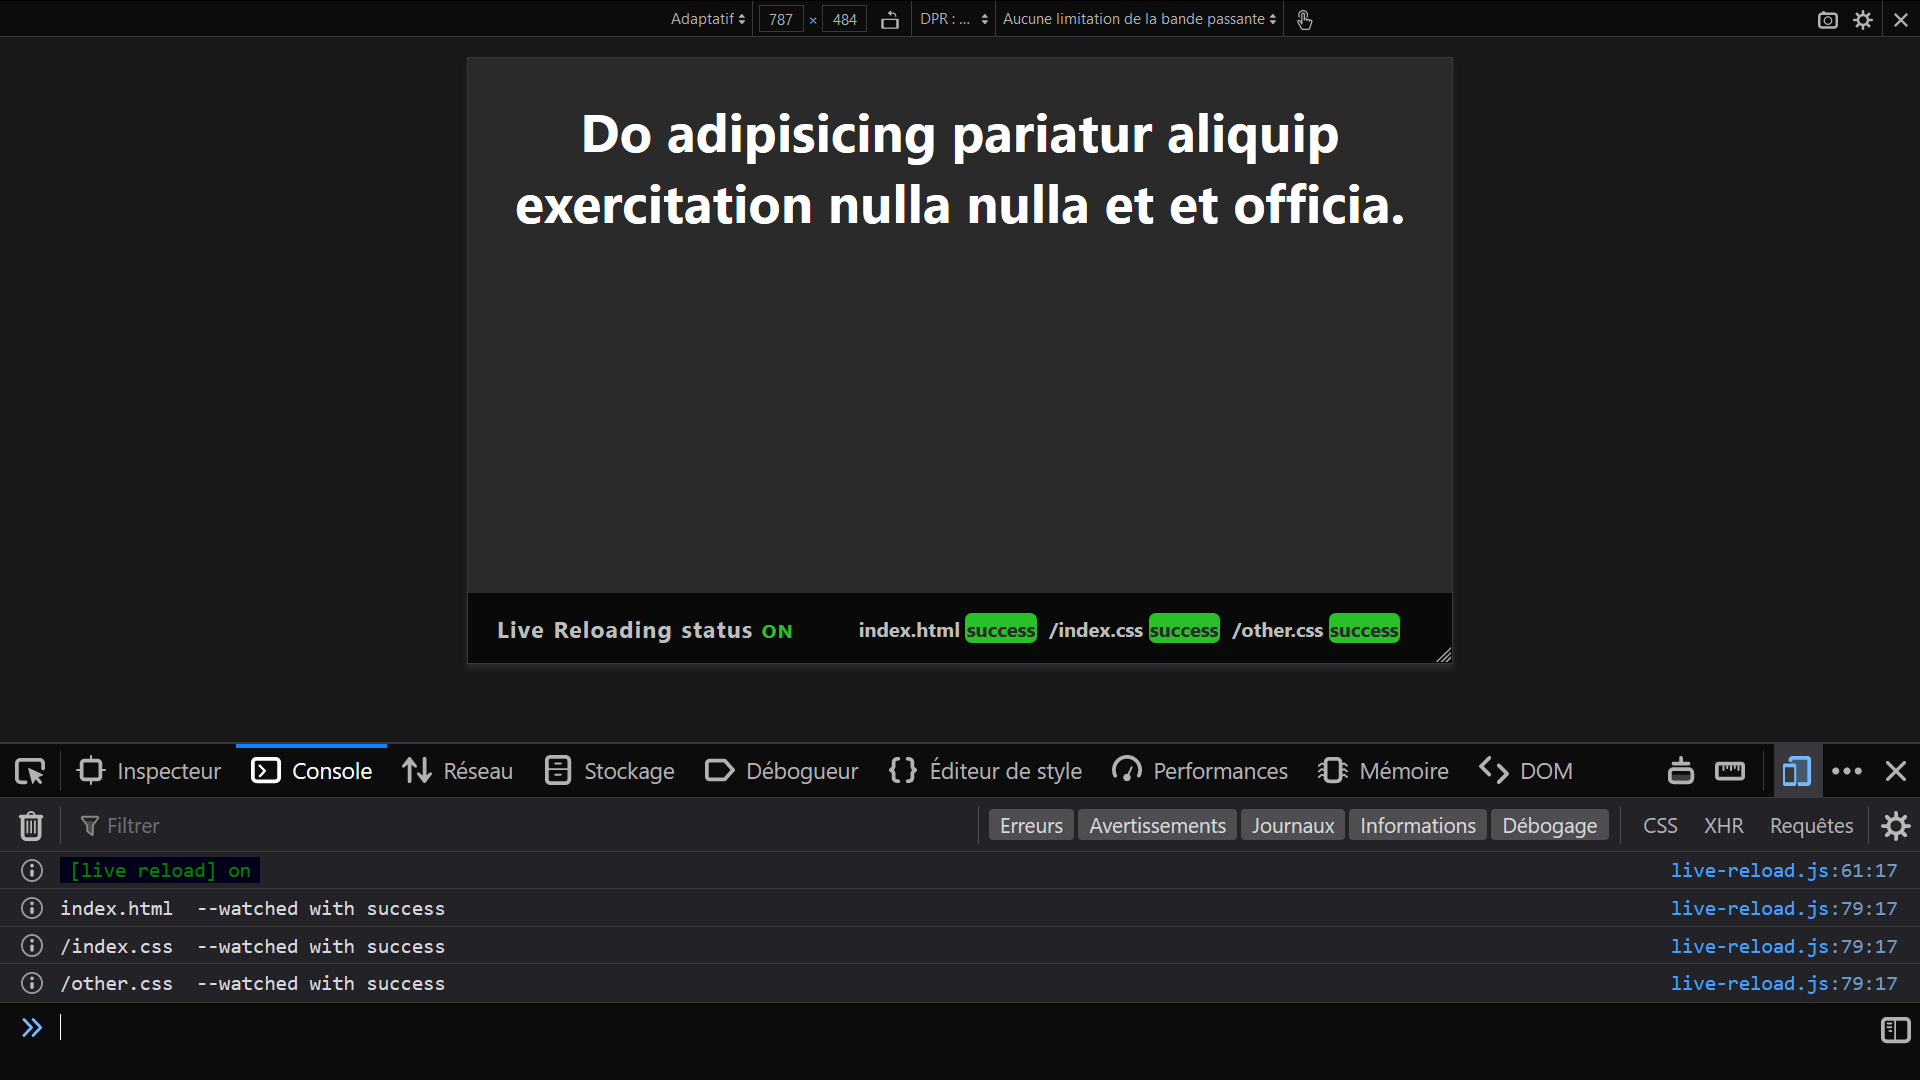 Adaptatif 787 × 484 DPR : ... Aucune limitation de la bande passante
Do adipisicing pariatur aliquip
exercitation nulla nulla et et officia.
Live Reloading status ON index.html success /index.css success /other.css success
Inspecteur Console Réseau Stockage Débogueur Éditeur de style Performances Mémoire DOM
Filtrer Erreurs Avertissements Journaux Informations Débogage CSS XHR Requêtes
[live reload] on live-reload.js:61:17
index.html --watched with success live-reload.js:79:17
/index.css --watched with success live-reload.js:79:17
/other.css --watched with success live-reload.js:79:17